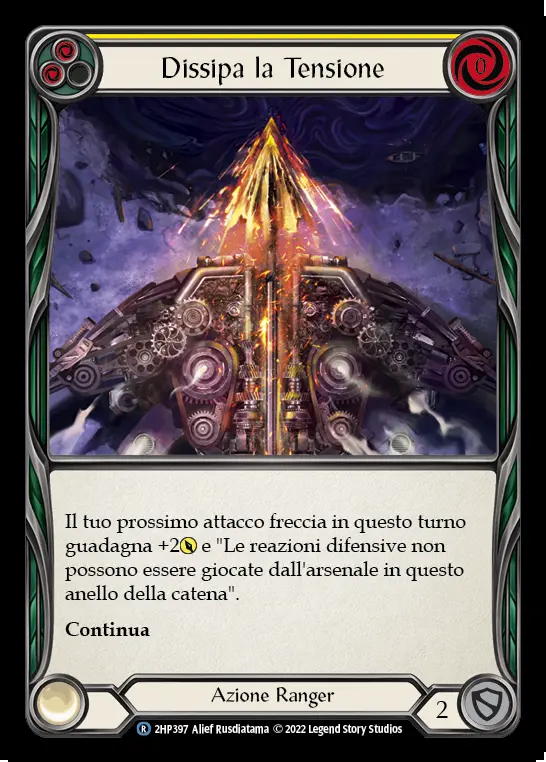 Dissipa la Tensione
0
Il tuo prossimo attacco freccia in questo turno
guadagna +2 e "Le reazioni difensive non
possono essere giocate dall'arsenale in questo
anello della catena".
Continua
Azione Ranger
2
R 2HP397 Alief Rusdiatama © 2022 Legend Story Studios